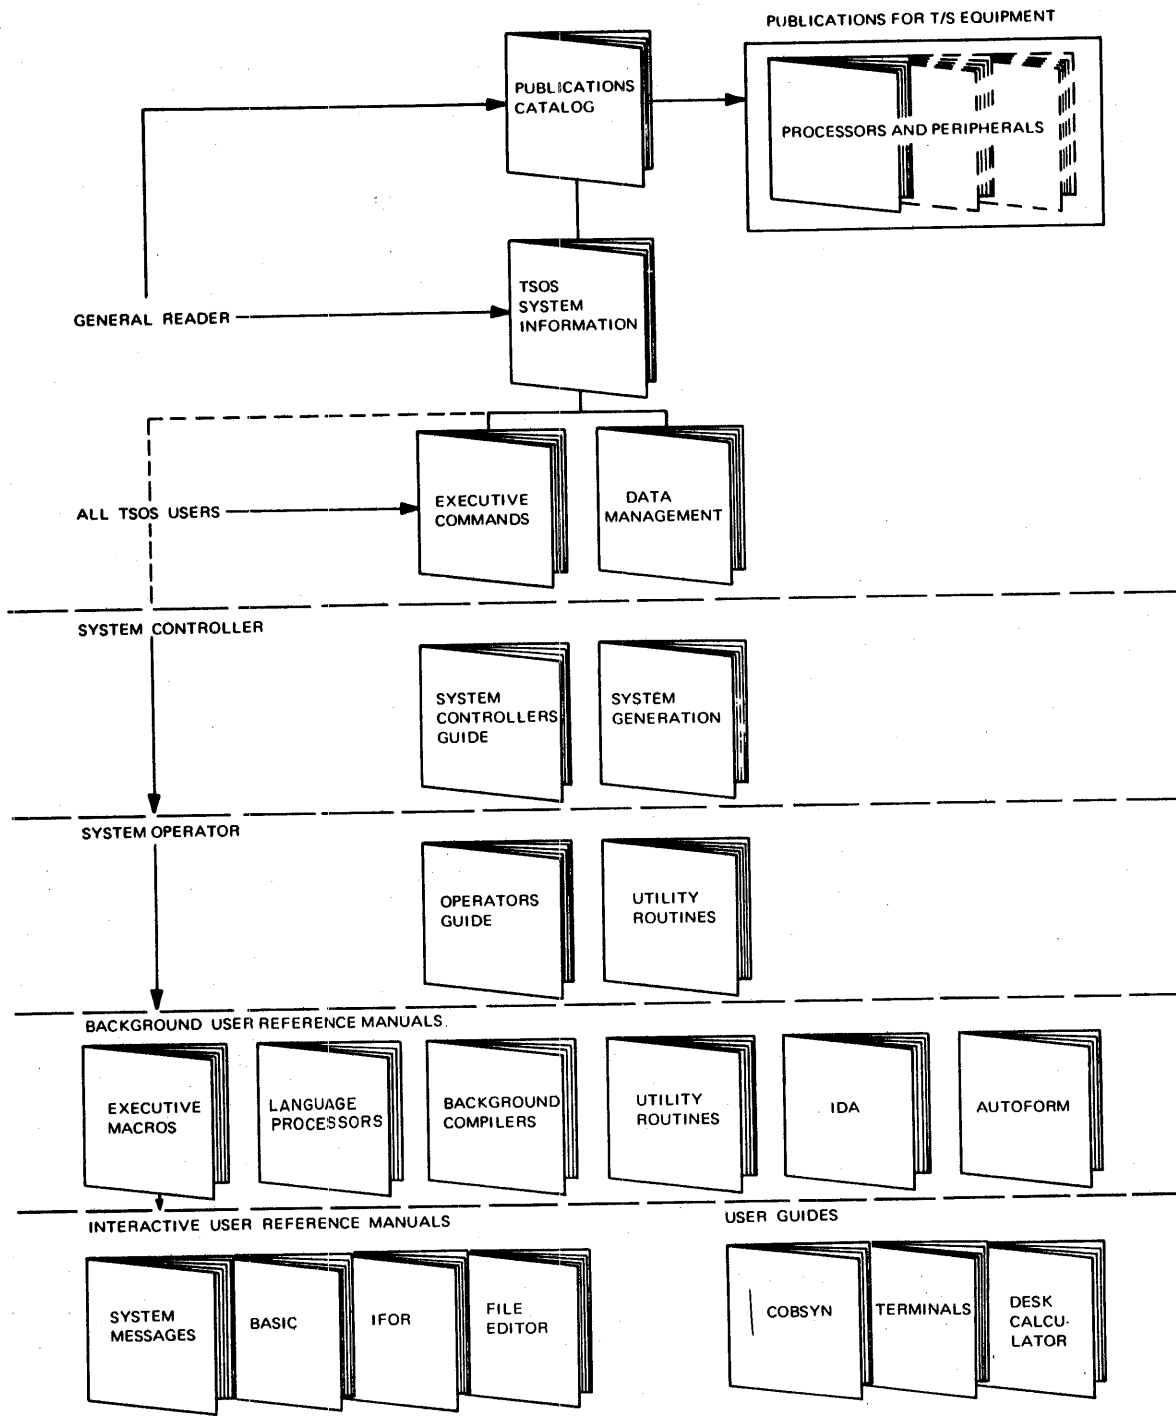 PUBLICATIONS FOR T/S EQUIPMENT
PUBLICATIONS
CATALOG
PROCESSORS AND PERIPHERALS
TSOS
SYSTEM
INFORMATION
GENERAL READER
EXECUTIVE
COMMANDS
DATA
MANAGEMENT
ALL TSOS USERS
SYSTEM CONTROLLER
SYSTEM
CONTROLLERS
GUIDE
SYSTEM
GENERATION
SYSTEM OPERATOR
OPERATORS
GUIDE
UTILITY
ROUTINES
BACKGROUND USER REFERENCE MANUALS
EXECUTIVE
MACROS
LANGUAGE
PROCESSORS
BACKGROUND
COMPILERS
UTILITY
ROUTINES
IDA
AUTOFORM
INTERACTIVE USER REFERENCE MANUALS
USER GUIDES
SYSTEM
MESSAGES
BASIC
IFOR
FILE
EDITOR
COBSYN
TERMINALS
DESK
CALCU-
LATOR